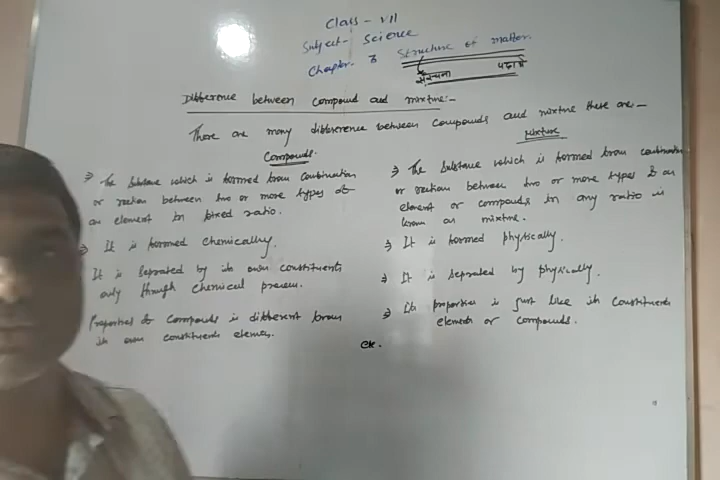 Class - VII
Subject - Science
Chapter - 3 Structure of matter.
संरचना पदार्थ
Difference between compound and mixture:-
There are many difference between compounds and mixture these are-
Compounds.
⇒ The Substance which is formed from combination
or reaction between two or more types of
an element in fixed ratio.
⇒ It is formed chemically.
It is seprated by its own constituents
only through chemical process.
Properties of compounds is different from
its own constituents elements.
Mixture
⇒ The Substance which is formed from combination
or reaction between two or more types of an
element or compounds in any ratio is
known as mixture.
⇒ It is formed physically.
⇒ It is seprated by physically.
⇒ Its properties is just like its constituents
elements or compounds.
etc.